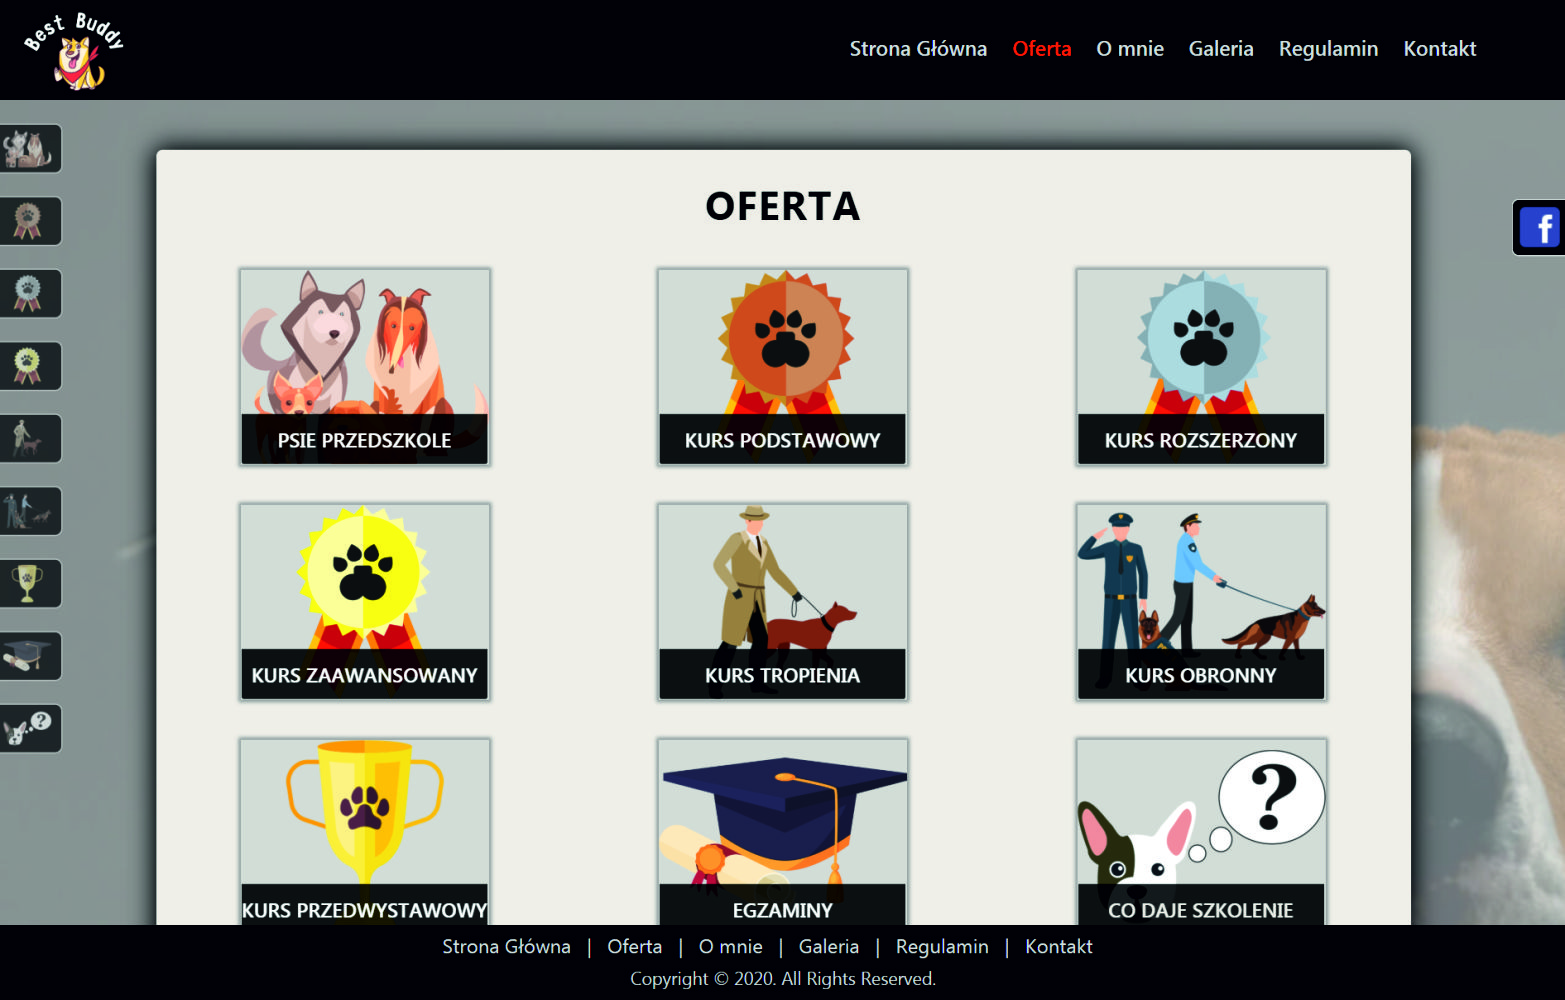 Best Buddy
Strona Główna Oferta O mnie Galeria Regulamin Kontakt
f
OFERTA
PSIE PRZEDSZKOLE KURS PODSTAWOWY KURS ROZSZERZONY
KURS ZAAWANSOWANY KURS TROPIENIA KURS OBRONNY
?
KURS PRZEDWYSTAWOWY EGZAMINY CO DAJE SZKOLENIE
?
Strona Główna | Oferta | O mnie | Galeria | Regulamin | Kontakt
Copyright © 2020. All Rights Reserved.